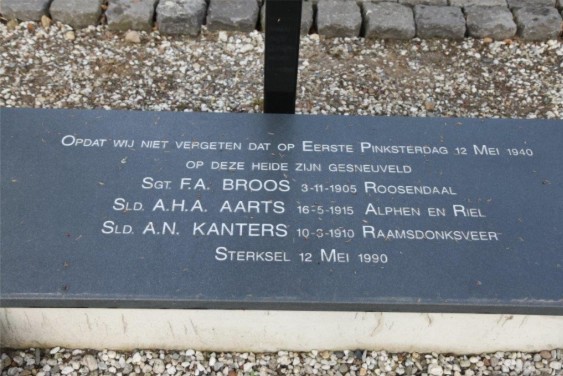 Opdat wij niet vergeten dat op Eerste Pinksterdag 12 Mei 1940
op deze heide zijn gesneuveld
Sgt. F.A. BROOS 3-11-1905 Roosendaal
Sld. A.H.A. AARTS 16-5-1915 Alphen en Riel
Sld. A.N. KANTERS Raamsdonksveer
Sterksel 12 Mei 1990